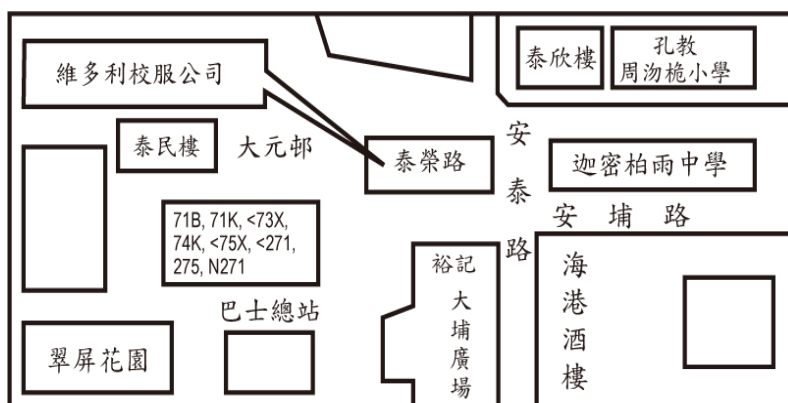 維多利校服公司
泰欣樓
孔教
周沕桅小學
泰民樓
大元邨
泰榮路
安泰路
迦密柏雨中學
安埔路
71B, 71K, <73X,
74K, <75X, <271,
275, N271
巴士總站
裕記
大埔廣場
海港酒樓
翠屏花園